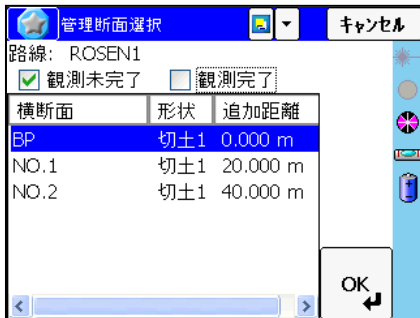 管理断面選択 キャンセル
路線: ROSEN1
観測未完了 観測完了
横断面 形状 追加距離
BP 切土1 0.000 m
NO.1 切土1 20.000 m
NO.2 切土1 40.000 m
OK